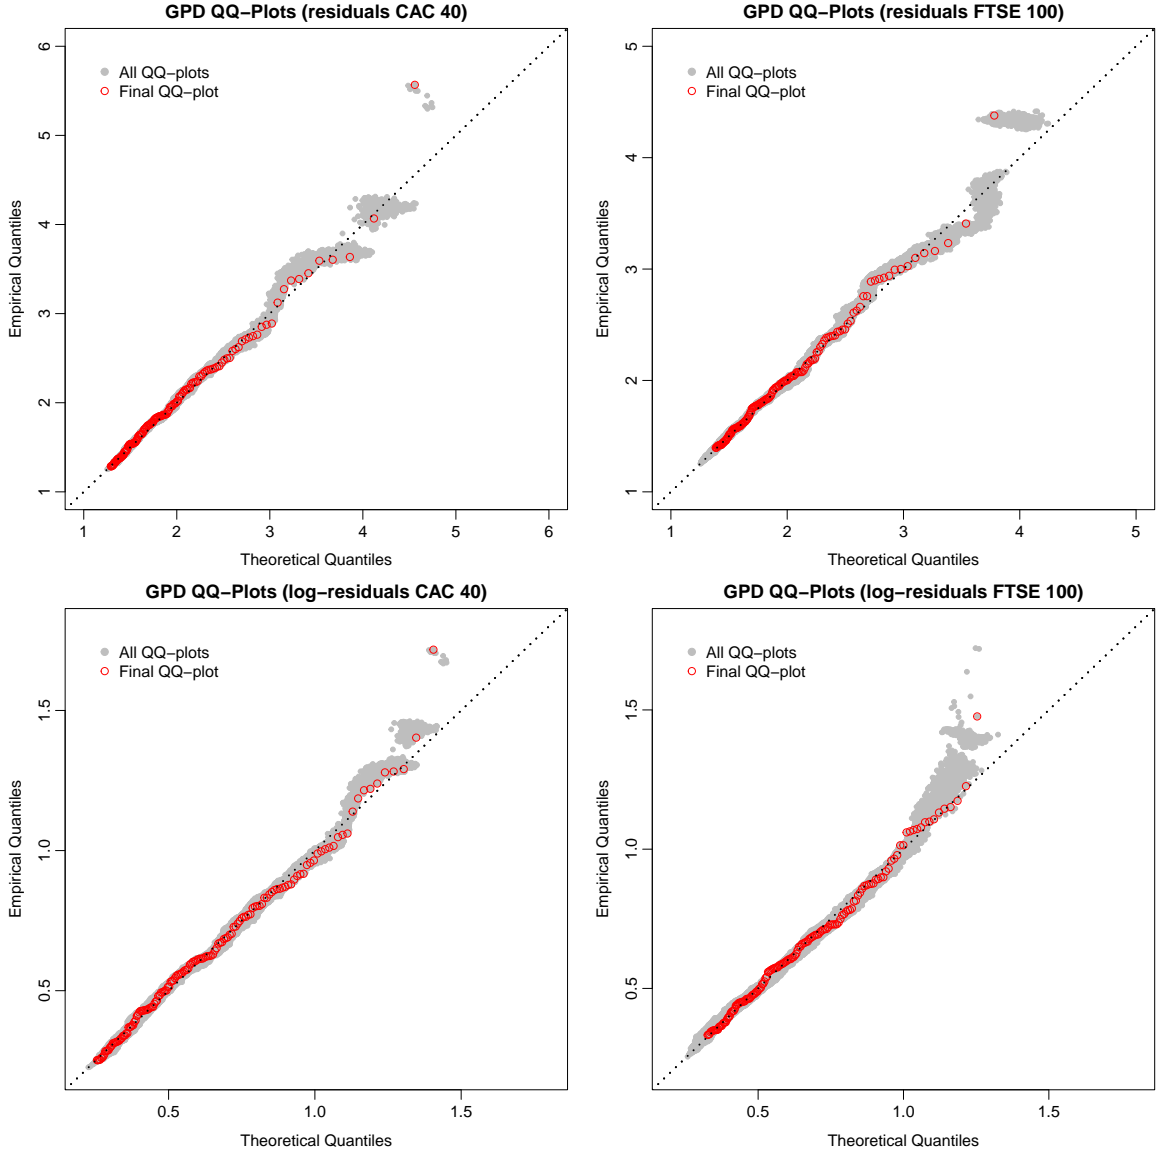 GPD QQ−Plots (residuals CAC 40)
6
5
4
3
2
1
Empirical Quantiles
All QQ−plots
Final QQ−plot
1 2 3 4 5 6
Theoretical Quantiles
GPD QQ−Plots (residuals FTSE 100)
5
4
3
2
1
Empirical Quantiles
All QQ−plots
Final QQ−plot
1 2 3 4 5
Theoretical Quantiles
GPD QQ−Plots (log−residuals CAC 40)
1.5
1.0
0.5
Empirical Quantiles
All QQ−plots
Final QQ−plot
0.5 1.0 1.5
Theoretical Quantiles
GPD QQ−Plots (log−residuals FTSE 100)
1.5
1.0
0.5
Empirical Quantiles
All QQ−plots
Final QQ−plot
0.5 1.0 1.5
Theoretical Quantiles